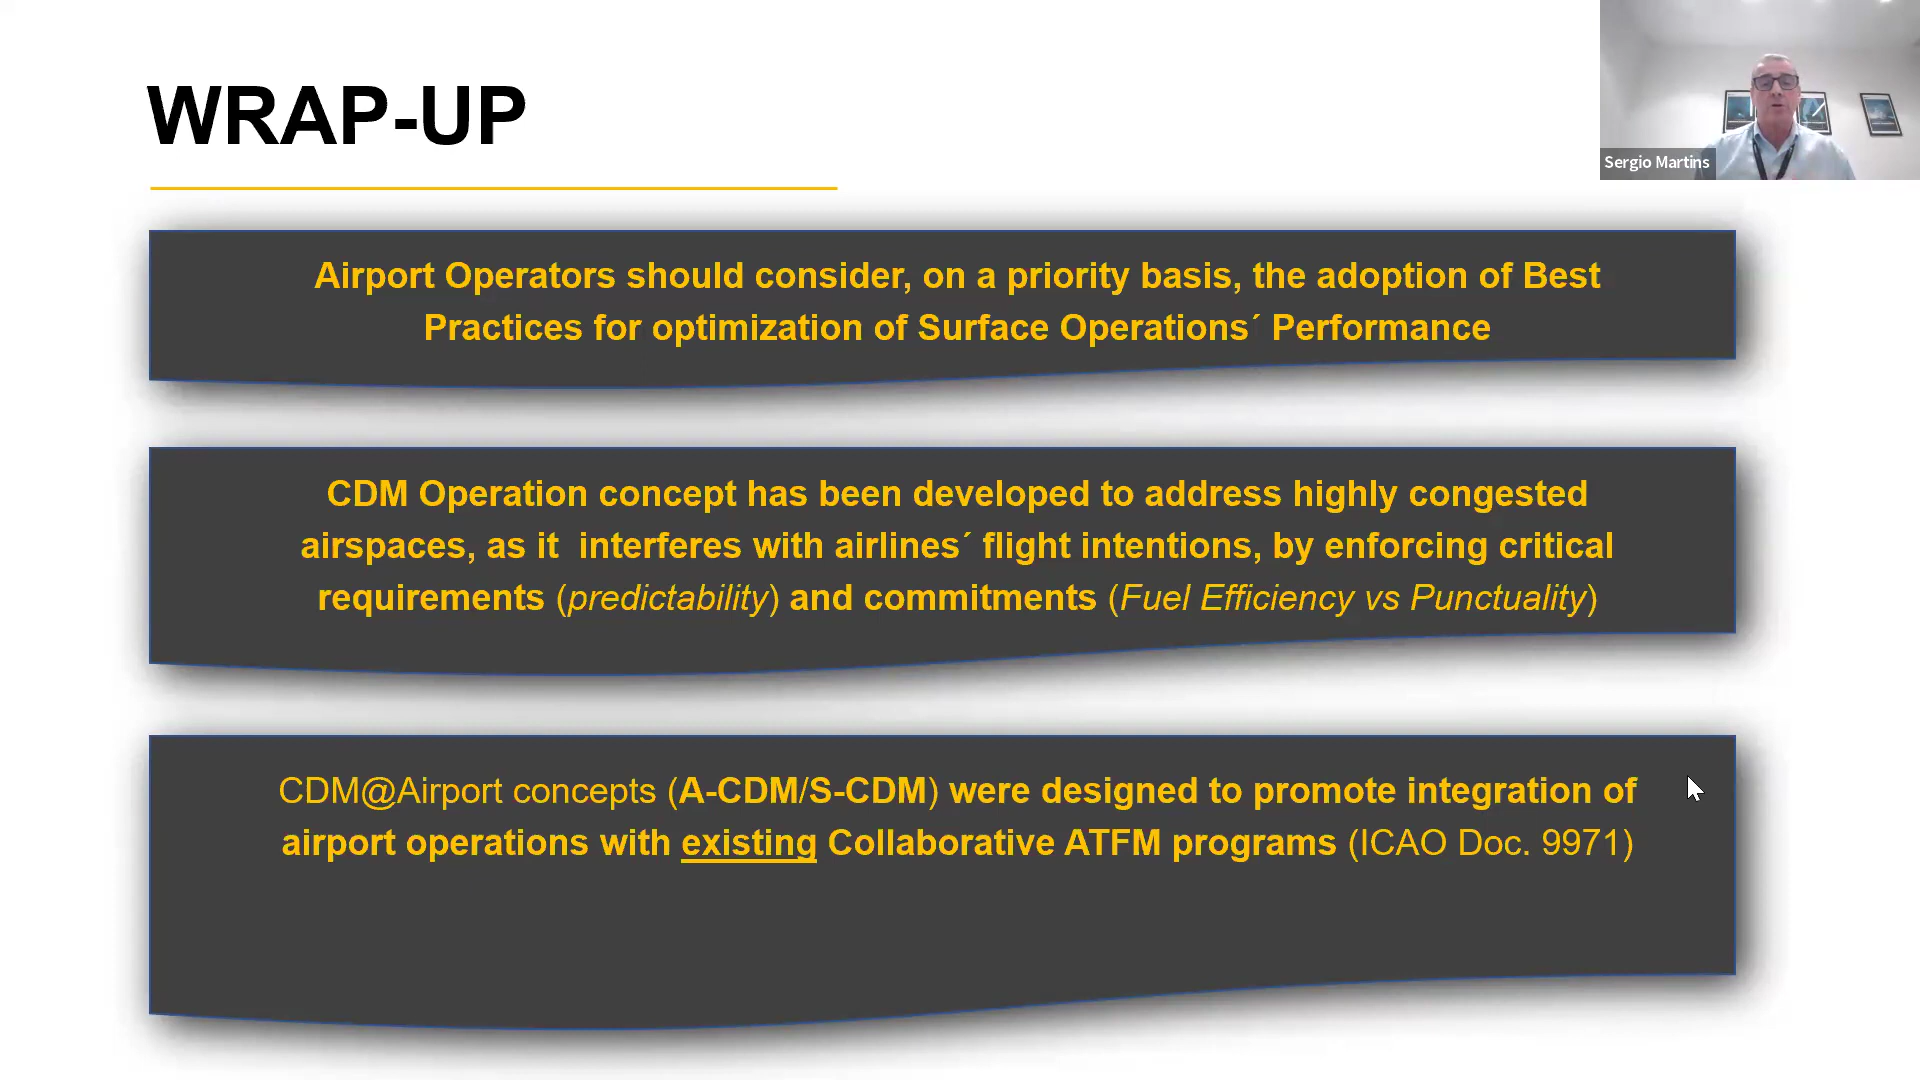 WRAP-UP
Sergio Martins
Airport Operators should consider, on a priority basis, the adoption of Best
Practices for optimization of Surface Operations´ Performance
CDM Operation concept has been developed to address highly congested
airspaces, as it  interferes with airlines´ flight intentions, by enforcing critical
requirements (predictability) and commitments (Fuel Efficiency vs Punctuality)
CDM@Airport concepts (A-CDM/S-CDM) were designed to promote integration of
airport operations with existing Collaborative ATFM programs (ICAO Doc. 9971)